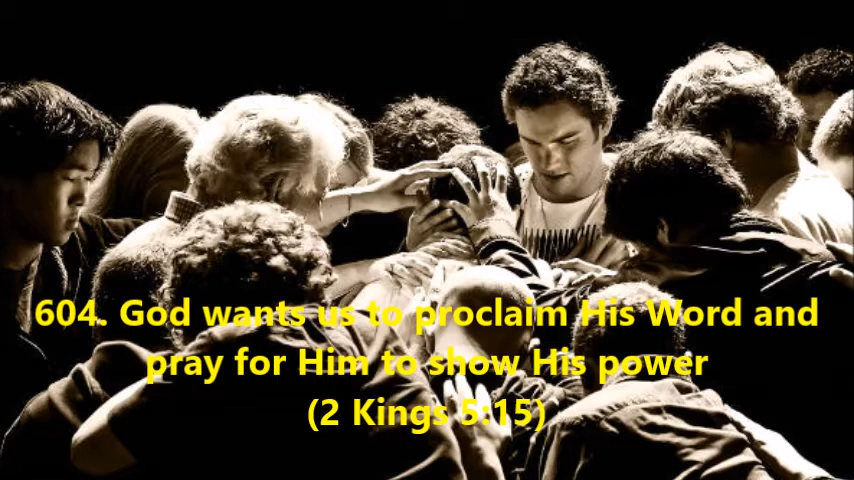 604. God wants us to proclaim His Word and
pray for Him to show His power
(2 Kings 5:15)